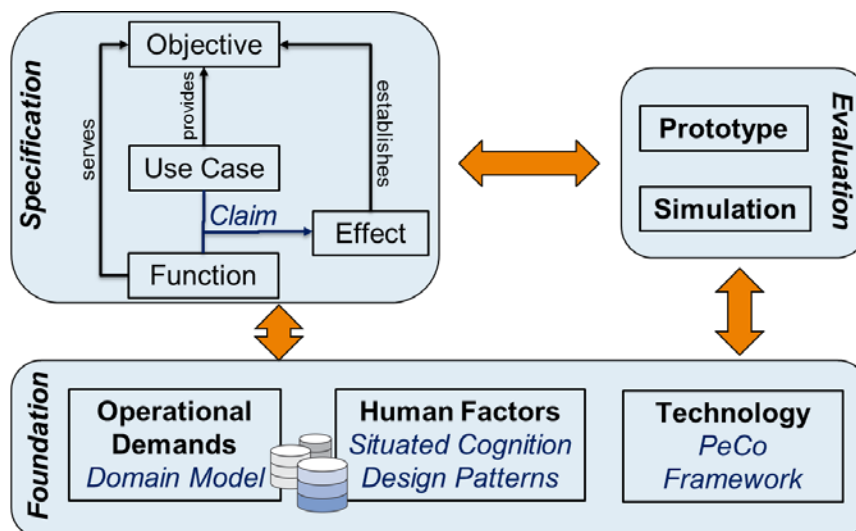 Specification
Objective
serves
provides
establishes
Use Case
Claim
Effect
Function
Evaluation
Prototype
Simulation
Foundation
Operational
Demands
Domain Model
Human Factors
Situated Cognition
Design Patterns
Technology
PeCo
Framework